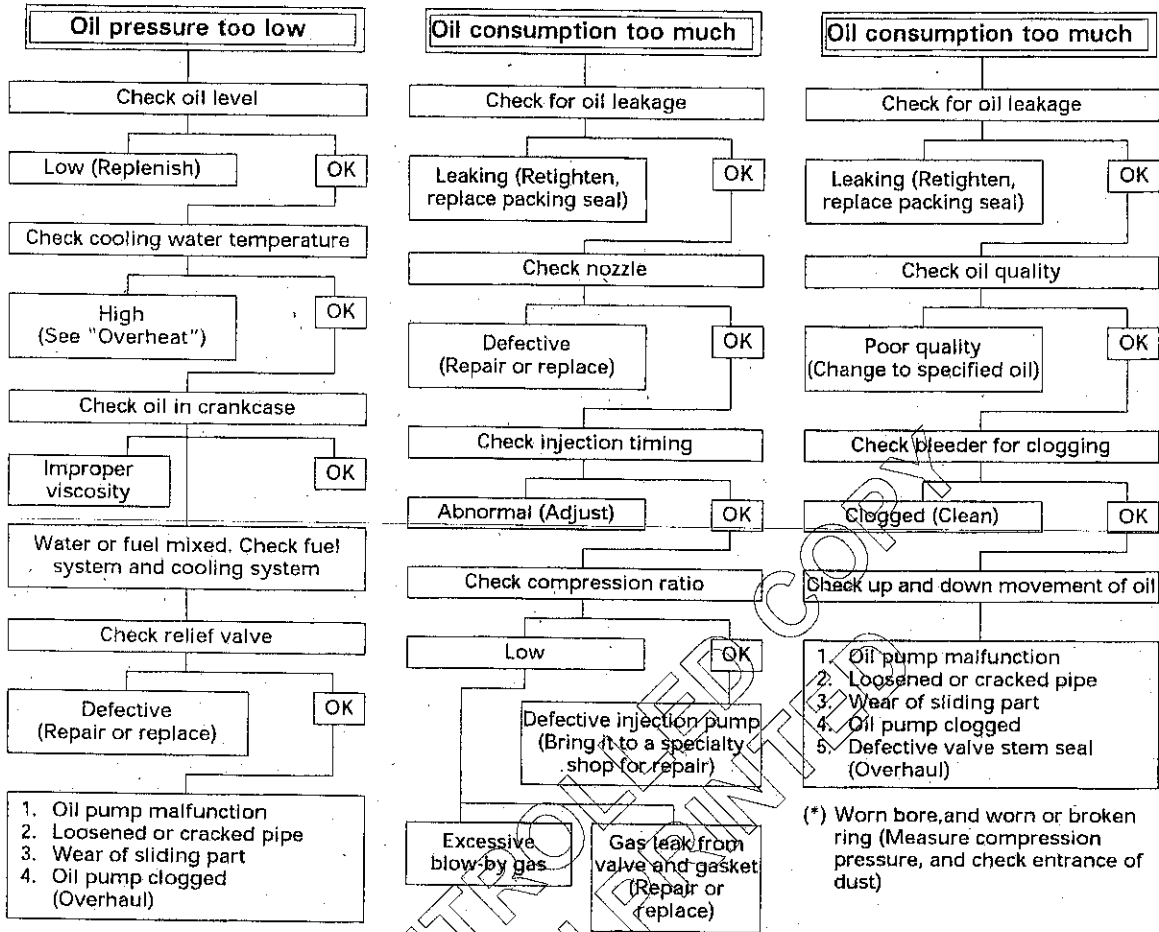 Oil pressure too low
Check oil level
Low (Replenish)
OK
Check cooling water temperature
High
(See "Overheat")
OK
Check oil in crankcase
Improper
viscosity
OK
Water or fuel mixed. Check fuel
system and cooling system
Check relief valve
Defective
(Repair or replace)
OK
1. Oil pump malfunction
2. Loosened or cracked pipe
3. Wear of sliding part
4. Oil pump clogged
(Overhaul)
Oil consumption too much
Check for oil leakage
Leaking (Retighten,
replace packing seal)
OK
Check nozzle
Defective
(Repair or replace)
OK
Check injection timing
Abnormal (Adjust)
OK
Check compression ratio
Low
OK
Defective injection pump
(Bring it to a specialty
shop for repair)
Excessive
blow-by gas
Gas leak from
valve and gasket
(Repair or
replace)
Oil consumption too much
Check for oil leakage
Leaking (Retighten,
replace packing seal)
OK
Check oil quality
Poor quality
(Change to specified oil)
OK
Check bleeder for clogging
Clogged (Clean)
OK
Check up and down movement of oil
1. Oil pump malfunction
2. Loosened or cracked pipe
3. Wear of sliding part
4. Oil pump clogged
5. Defective valve stem seal
(Overhaul)
(*) Worn bore,and worn or broken
ring (Measure compression
pressure, and check entrance of
dust)
COPY
PRINTED